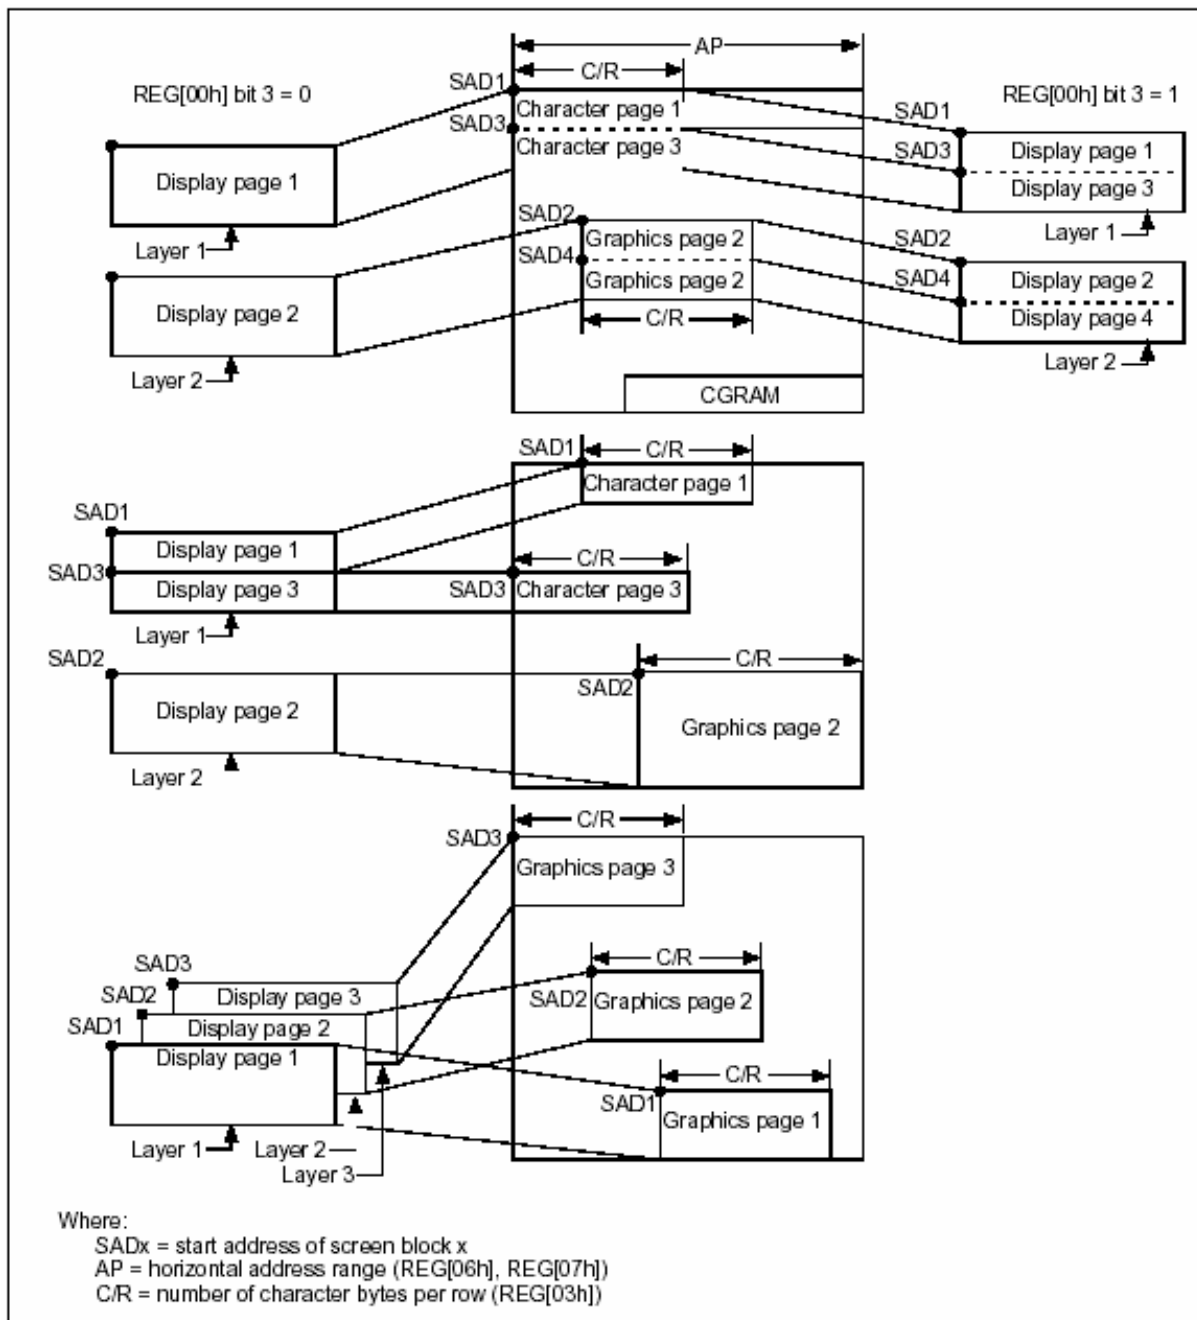 AP
C/R
REG[00h] bit 3 = 0
SAD1
REG[00h] bit 3 = 1
Character page 1
SAD1
SAD3
Character page 3
SAD3
Display page 1
Display page 1
Display page 3
SAD2
Layer 1
Graphics page 2
SAD2
Layer 1
SAD4
Graphics page 2
SAD4
Display page 2
Display page 2
C/R
Display page 4
Layer 2
Layer 2
CGRAM
SAD1
C/R
Character page 1
SAD1
Display page 1
C/R
SAD3
Display page 3
SAD3
Character page 3
Layer 1
SAD2
C/R
SAD2
Display page 2
Graphics page 2
Layer 2
C/R
SAD3
Graphics page 3
C/R
SAD3
SAD2
Display page 3
SAD2
Graphics page 2
SAD1
Display page 2
Display page 1
C/R
SAD1
Graphics page 1
Layer 1
Layer 2
Layer 3
Where:
SADx = start address of screen block x
AP = horizontal address range (REG[06h], REG[07h])
C/R = number of character bytes per row (REG[03h])